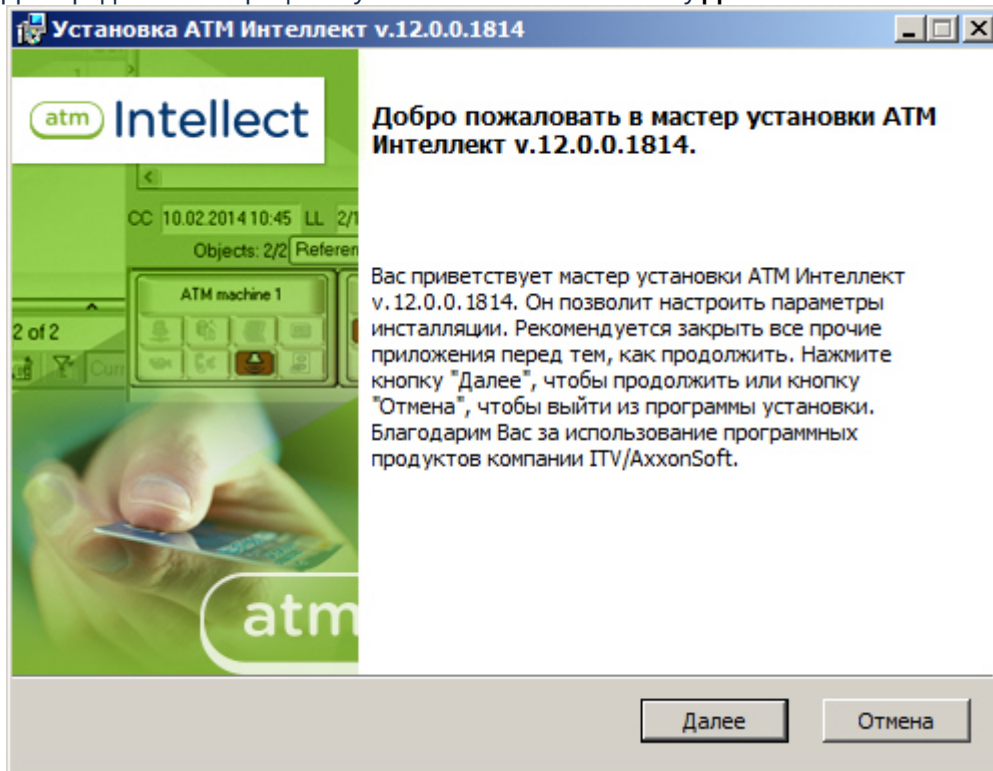 Установка АТМ Интеллект v.12.0.0.1814
atm Intellect
Добро пожаловать в мастер установки АТМ
Интеллект v.12.0.0.1814.
CC 10.02.2014 10:45 LL 2/1
Objects: 2/2 Referen
ATM machine 1
2 of 2
Curr
Вас приветствует мастер установки АТМ Интеллект
v.12.0.0.1814. Он позволит настроить параметры
инсталляции. Рекомендуется закрыть все прочие
приложения перед тем, как продолжить. Нажмите
кнопку "Далее", чтобы продолжить или кнопку
"Отмена", чтобы выйти из программы установки.
Благодарим Вас за использование программных
продуктов компании ITV/AxxonSoft.
atm
Далее Отмена